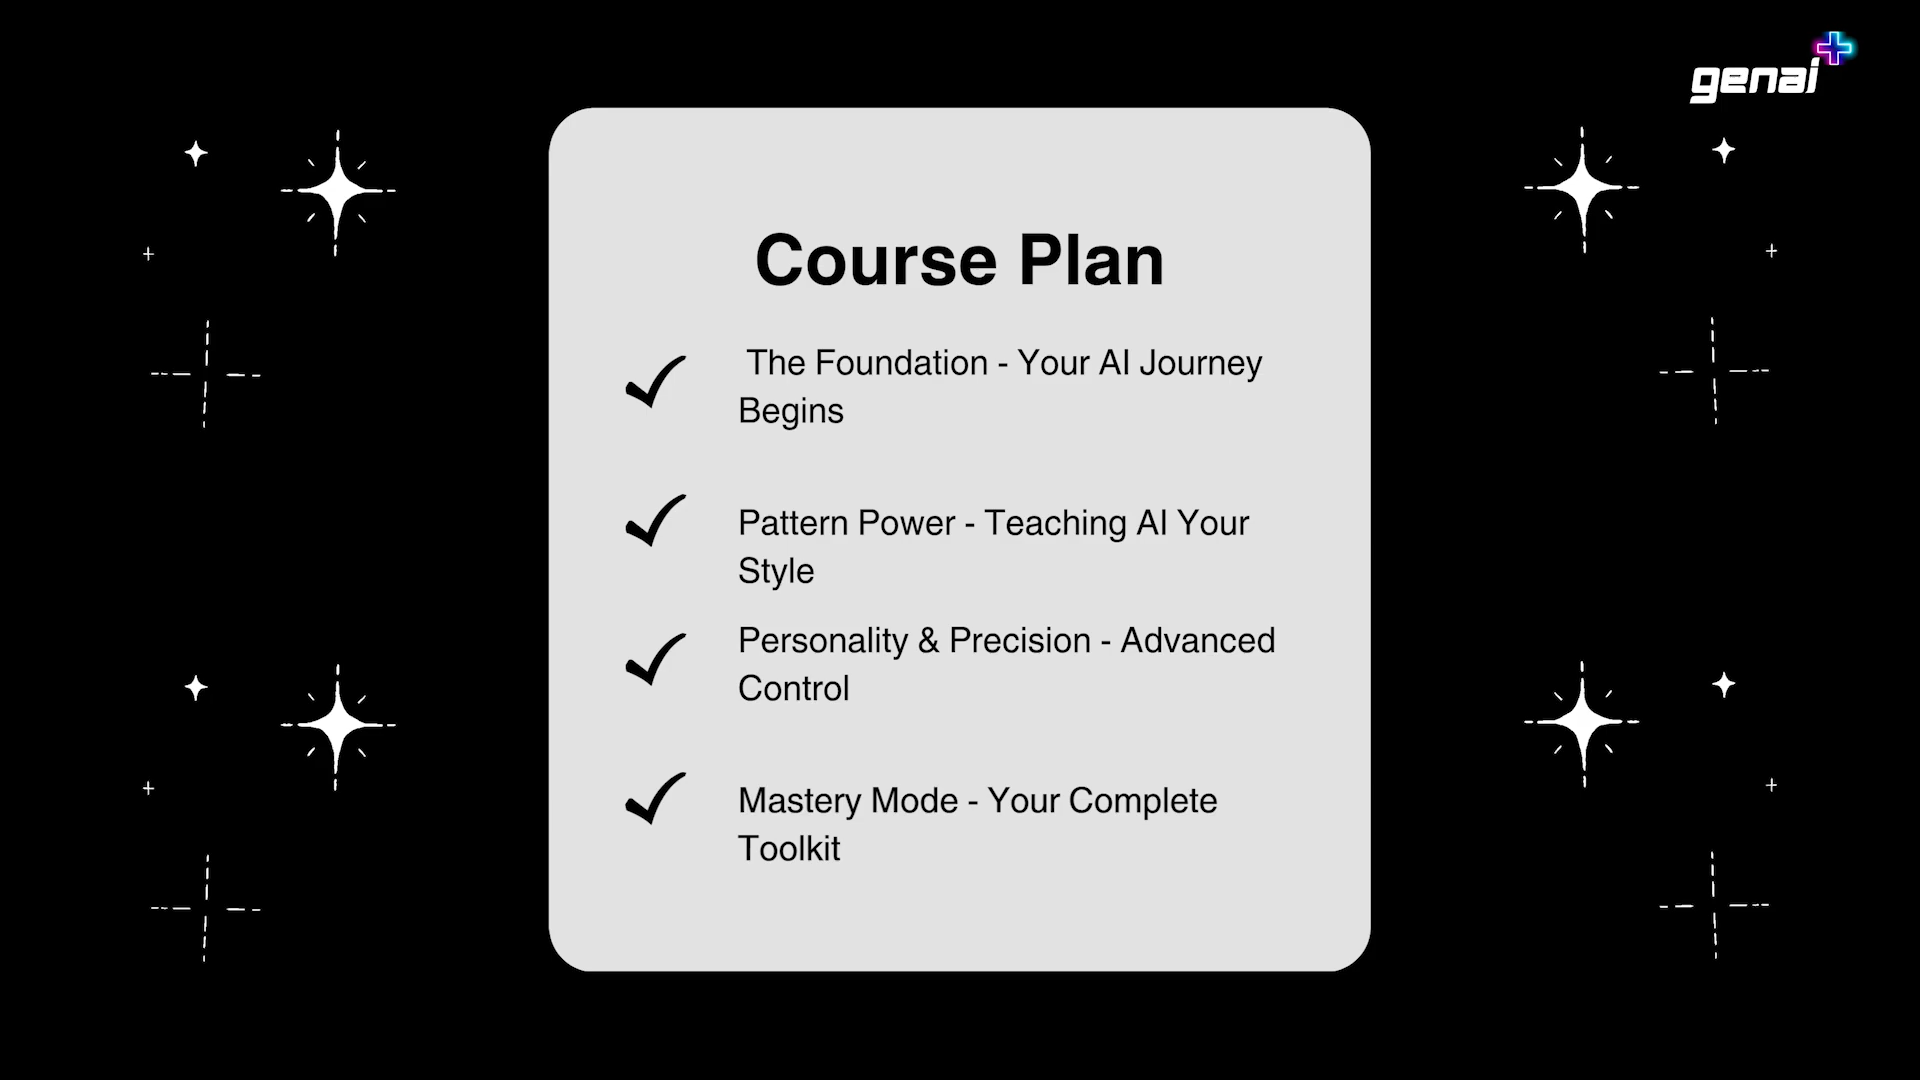 genai
Course Plan
The Foundation - Your AI Journey
Begins
Pattern Power - Teaching AI Your
Style
Personality & Precision - Advanced
Control
Mastery Mode - Your Complete
Toolkit